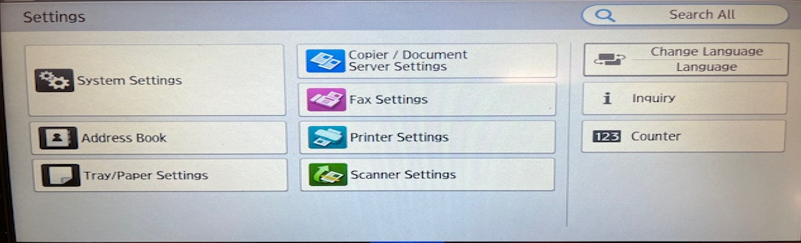 Settings
Search All
System Settings
Address Book
Tray/Paper Settings
Copier / Document
Server Settings
Fax Settings
Printer Settings
Scanner Settings
Change Language
Language
i Inquiry
123 Counter